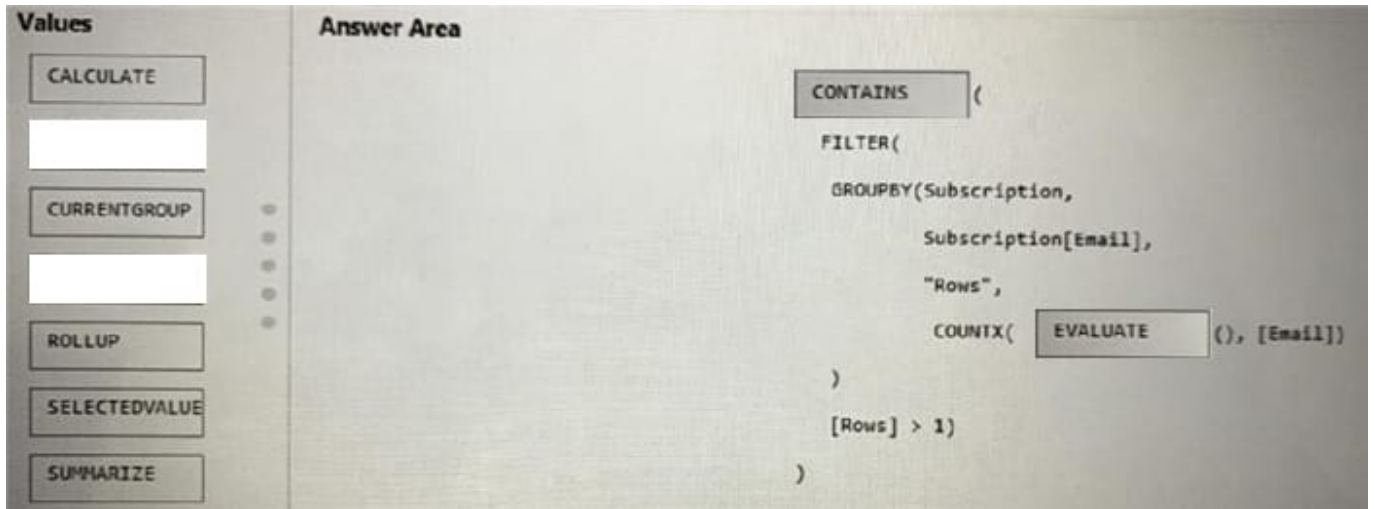 Values
CALCULATE
CURRENTGROUP
ROLLUP
SELECTEDVALUE
SUMMARIZE
Answer Area
CONTAINS (
FILTER(
GROUPBY(Subscription,
Subscription[Email],
"Rows",
COUNTX( EVALUATE (), [Email])
)
[Rows] > 1)
)